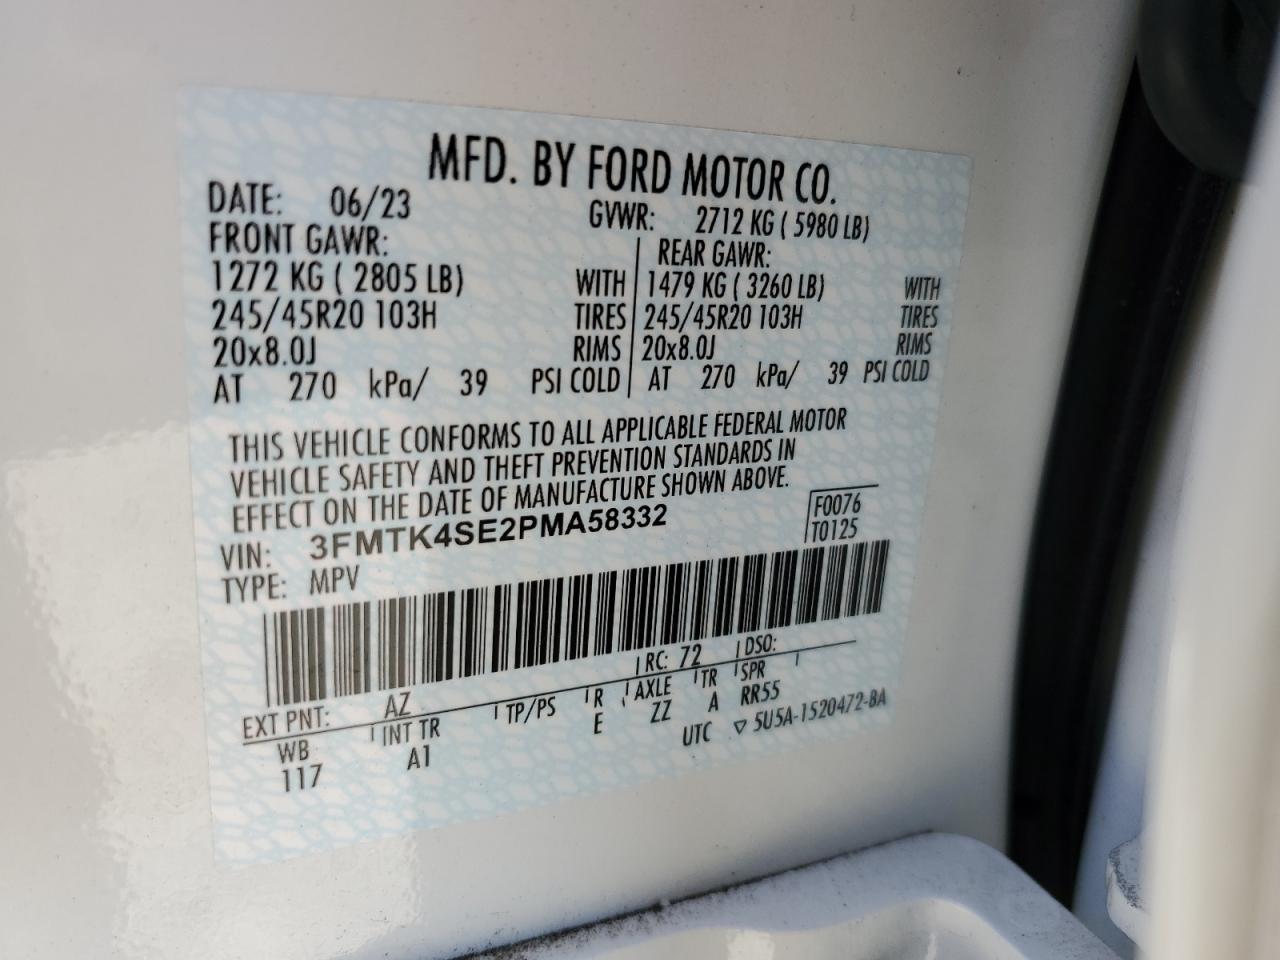 MFD. BY FORD MOTOR CO.
DATE: 06/23 GVWR: 2712 KG ( 5980 LB)
FRONT GAWR: REAR GAWR:
1272 KG ( 2805 LB) WITH 1479 KG ( 3260 LB) WITH
245/45R20 103H TIRES 245/45R20 103H TIRES
20x8.0J RIMS 20x8.0J RIMS
AT 270 kPa/ 39 PSI COLD AT 270 kPa/ 39 PSI COLD
THIS VEHICLE CONFORMS TO ALL APPLICABLE FEDERAL MOTOR
VEHICLE SAFETY AND THEFT PREVENTION STANDARDS IN
EFFECT ON THE DATE OF MANUFACTURE SHOWN ABOVE.
VIN: 3FMTK4SE2PMA58332 F0076
TYPE: MPV T0125
EXT PNT: AZ RC: 72 DSO:
WB INT TR TP/PS R AXLE TR SPR
117 A1 E ZZ A RR55
UTC ▽ 5U5A-1520472-BA